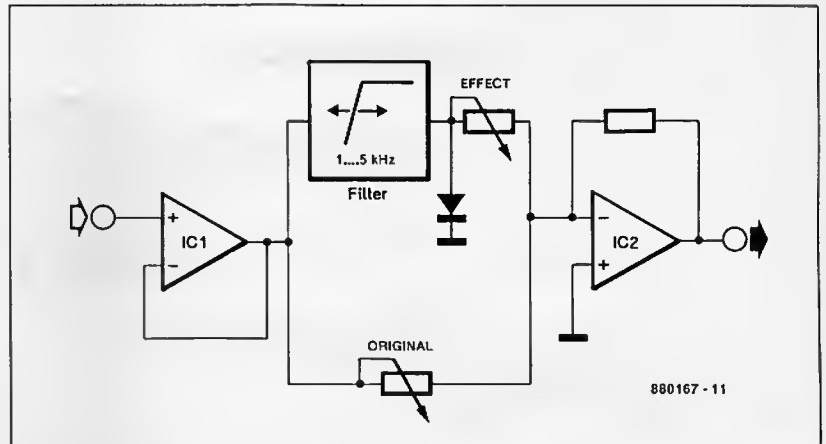 EFFECT
1....5 kHz
Filter
+
IC1
−
−
IC2
+
ORIGINAL
880167 - 11